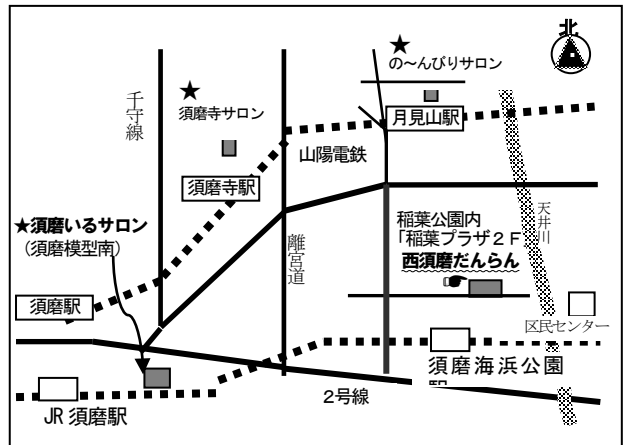 北
★
の～んびりサロン
★
須磨寺サロン
千守線
月見山駅
山陽電鉄
須磨寺駅
★須磨いるサロン
（須磨模型南）
離宮道
稲葉公園内
「稲葉プラザ２Ｆ
西須磨だんらん
天井川
須磨駅
区民センター
須磨海浜公園
駅
2号線
JR 須磨駅